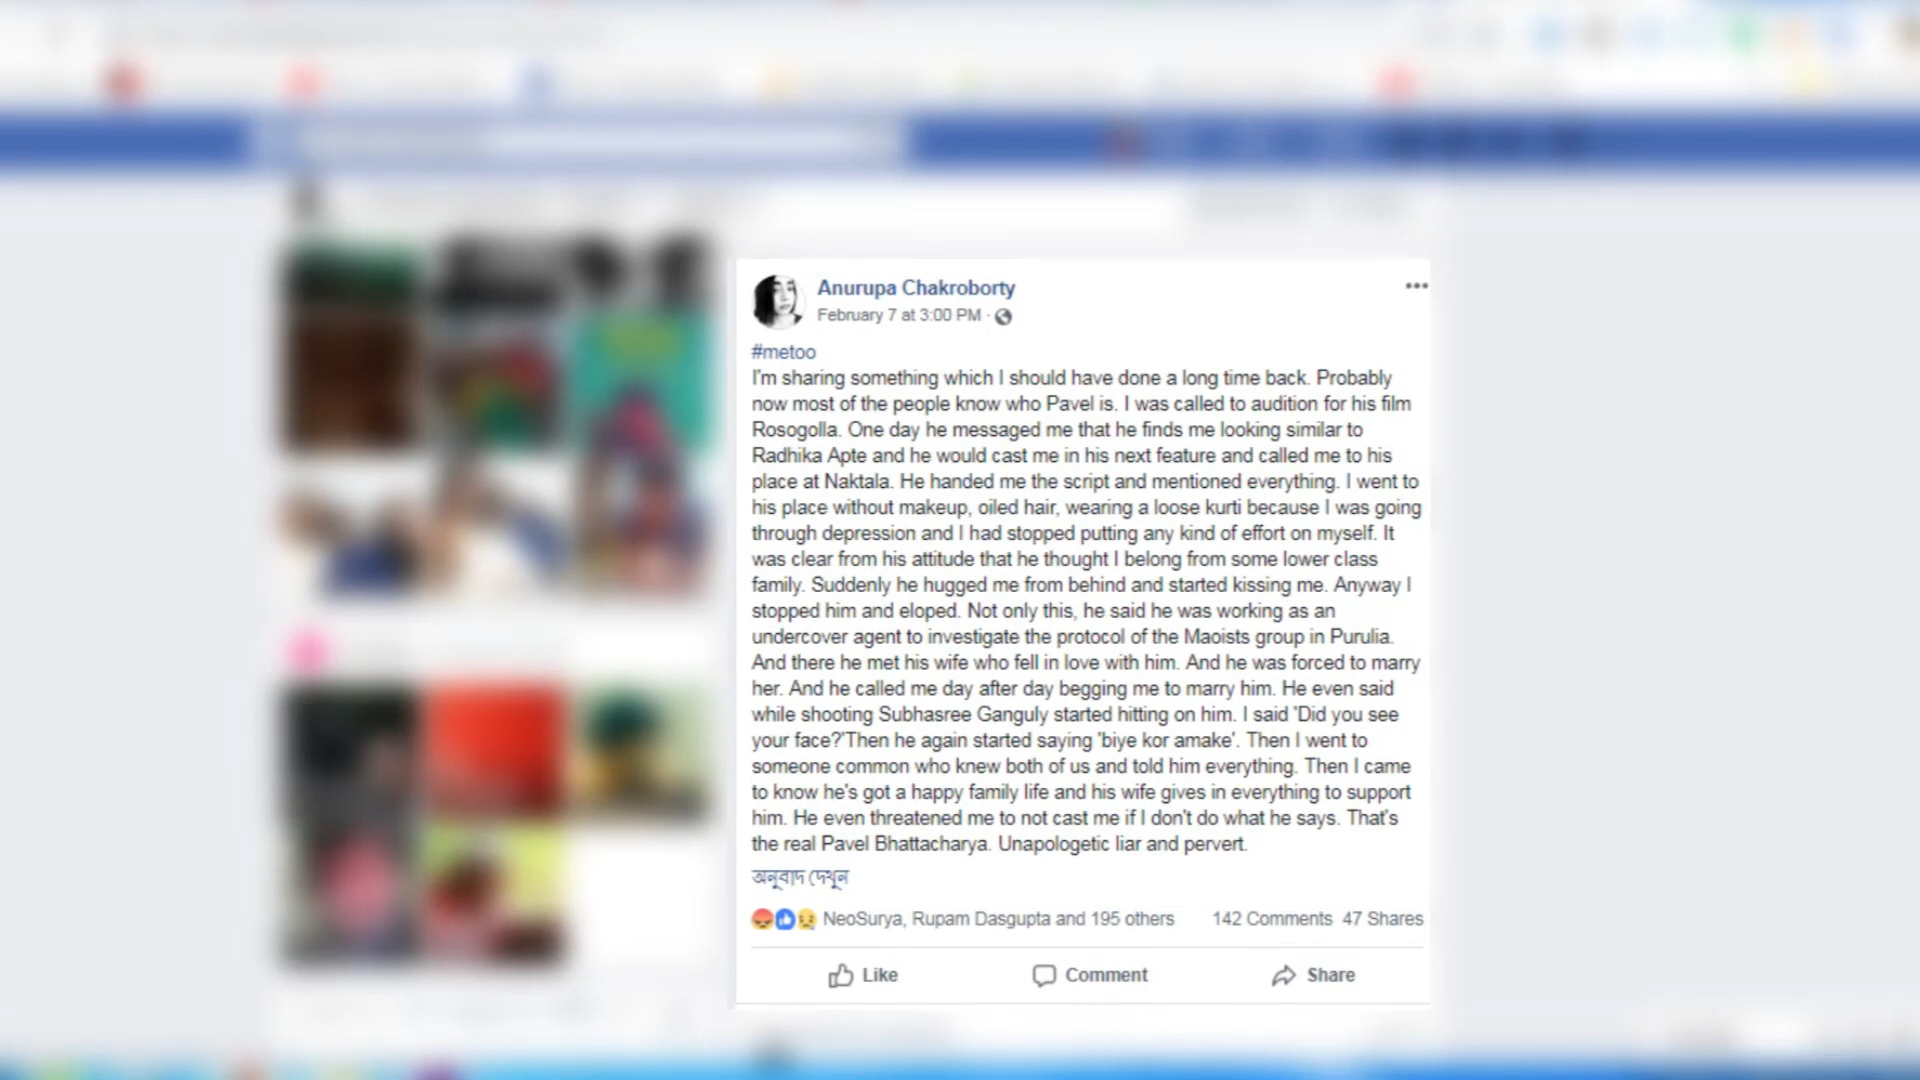 Anurupa Chakroborty
February 7 at 3:00 PM ·
#metoo
I'm sharing something which I should have done a long time back. Probably
now most of the people know who Pavel is. I was called to audition for his film
Rosogolla. One day he messaged me that he finds me looking similar to
Radhika Apte and he would cast me in his next feature and called me to his
place at Naktala. He handed me the script and mentioned everything. I went to
his place without makeup, oiled hair, wearing a loose kurti because I was going
through depression and I had stopped putting any kind of effort on myself. It
was clear from his attitude that he thought I belong from some lower class
family. Suddenly he hugged me from behind and started kissing me. Anyway I
stopped him and eloped. Not only this, he said he was working as an
undercover agent to investigate the protocol of the Maoists group in Purulia.
And there he met his wife who fell in love with him. And he was forced to marry
her. And he called me day after day begging me to marry him. He even said
while shooting Subhasree Ganguly started hitting on him. I said 'Did you see
your face?'Then he again started saying 'biye kor amake'. Then I went to
someone common who knew both of us and told him everything. Then I came
to know he's got a happy family life and his wife gives in everything to support
him. He even threatened me to not cast me if I don't do what he says. That's
the real Pavel Bhattacharya. Unapologetic liar and pervert.
অনুবাদ দেখুন
NeoSurya, Rupam Dasgupta and 195 others 142 Comments 47 Shares
Like Comment Share